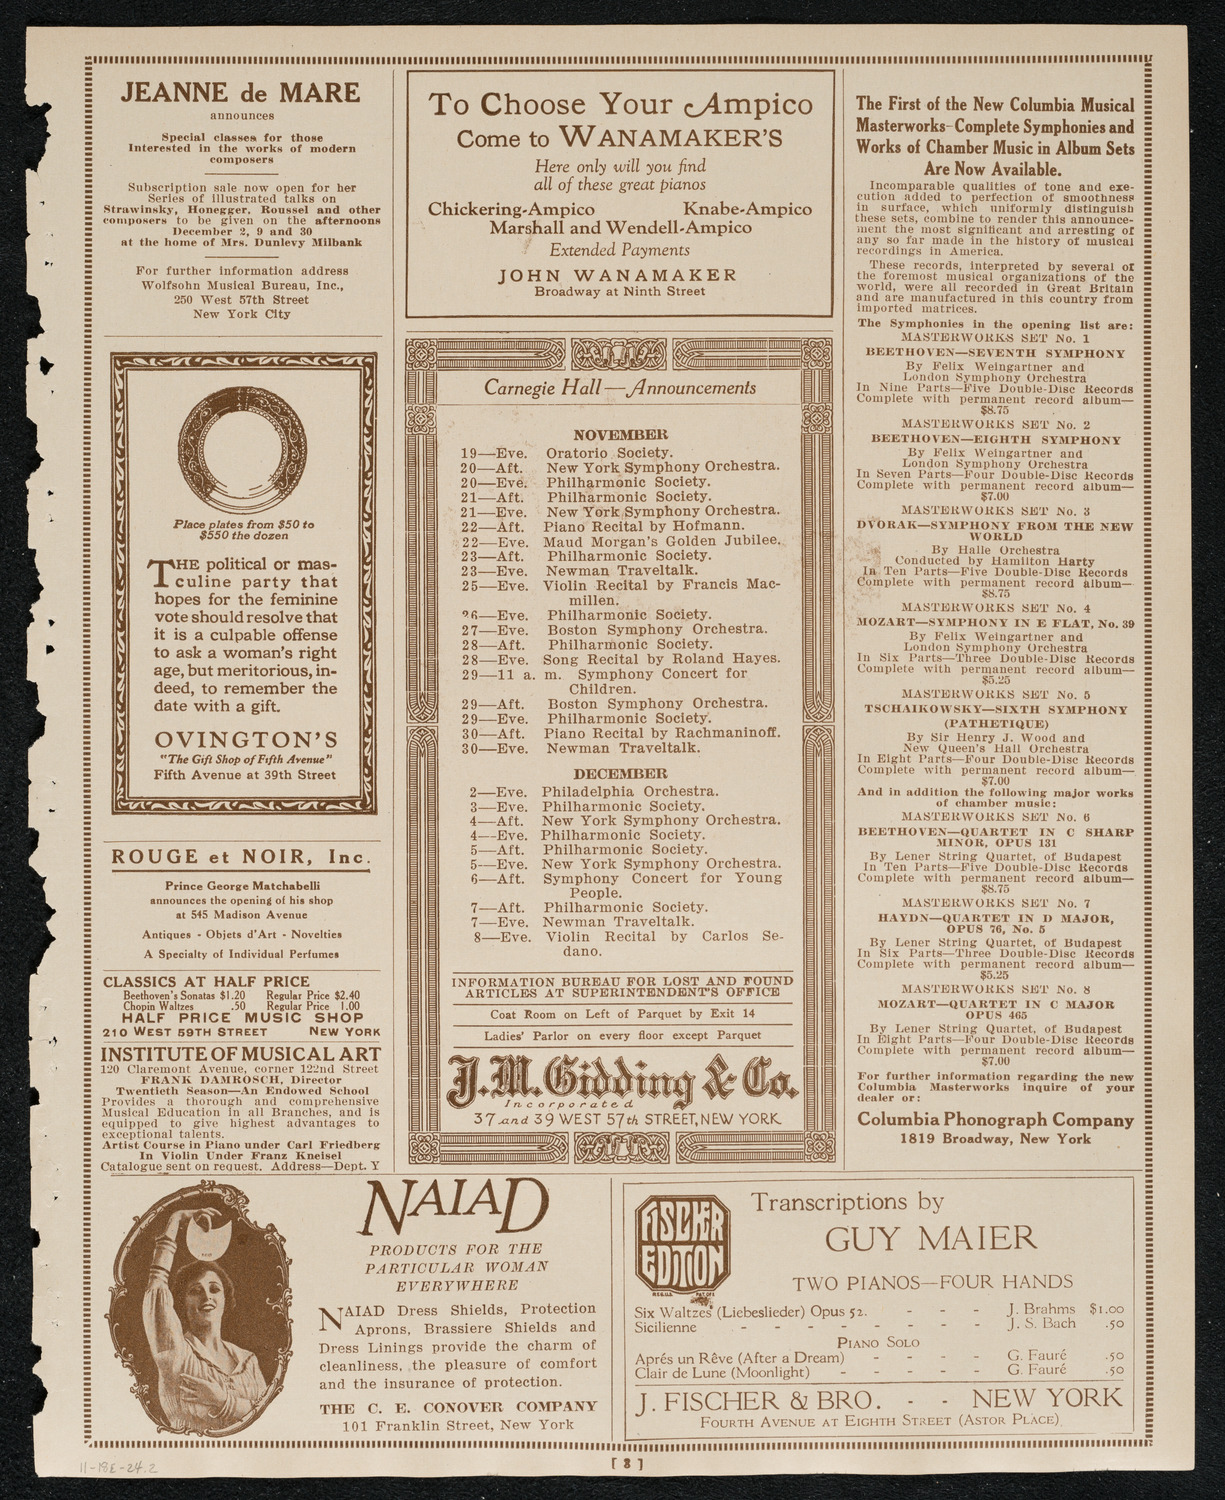 JEANNE de MARE
announces
Special classes for those
Interested in the works of modern
composers
Subscription sale now open for her
Series of illustrated talks on
Strawinsky, Honegger, Roussel and other
composers to be given on the afternoons
December 2, 9 and 30
at the home of Mrs. Dunlevy Milbank
For further information address
Wolfsohn Musical Bureau, Inc.,
250 West 57th Street
New York City
Place plates from $50 to
$550 the dozen
THE political or mas-
culine party that
hopes for the feminine
vote should resolve that
it is a culpable offense
to ask a woman's right
age, but meritorious, in-
deed, to remember the
date with a gift.
OVINGTON'S
"The Gift Shop of Fifth Avenue"
Fifth Avenue at 39th Street
ROUGE et NOIR, Inc.
Prince George Matchabelli
announces the opening of his shop
at 545 Madison Avenue
Antiques - Objets d'Art - Novelties
A Specialty of Individual Perfumes
CLASSICS AT HALF PRICE
Beethoven's Sonatas $1.20 Regular Price $2.40
Chopin Waltzes .50 Regular Price 1.00
HALF PRICE MUSIC SHOP
210 WEST 59TH STREET NEW YORK
INSTITUTE OF MUSICAL ART
120 Claremont Avenue, corner 122nd Street
FRANK DAMROSCH, Director
Twentieth Season—An Endowed School
Provides a thorough and comprehensive
Musical Education in all Branches, and is
equipped to give highest advantages to
exceptional talents.
Artist Course in Piano under Carl Friedberg
In Violin Under Franz Kneisel
Catalogue sent on request. Address—Dept. Y
To Choose Your Ampico
Come to WANAMAKER'S
Here only will you find
all of these great pianos
Chickering-Ampico Knabe-Ampico
Marshall and Wendell-Ampico
Extended Payments
JOHN WANAMAKER
Broadway at Ninth Street
Carnegie Hall—Announcements
NOVEMBER
19—Eve. Oratorio Society.
20—Aft. New York Symphony Orchestra.
20—Eve. Philharmonic Society.
21—Aft. Philharmonic Society.
21—Eve. New York Symphony Orchestra.
22—Aft. Piano Recital by Hofmann.
22—Eve. Maud Morgan's Golden Jubilee.
23—Aft. Philharmonic Society.
23—Eve. Newman Traveltalk.
25—Eve. Violin Recital by Francis Mac-
millen.
26—Eve. Philharmonic Society.
27—Eve. Boston Symphony Orchestra.
28—Aft. Philharmonic Society.
28—Eve. Song Recital by Roland Hayes.
29—11 a. m. Symphony Concert for
Children.
29—Aft. Boston Symphony Orchestra.
29—Eve. Philharmonic Society.
30—Aft. Piano Recital by Rachmaninoff.
30—Eve. Newman Traveltalk.
DECEMBER
2—Eve. Philadelphia Orchestra.
3—Eve. Philharmonic Society.
4—Aft. New York Symphony Orchestra.
4—Eve. Philharmonic Society.
5—Aft. Philharmonic Society.
5—Eve. New York Symphony Orchestra.
6—Aft. Symphony Concert for Young
People.
7—Aft. Philharmonic Society.
7—Eve. Newman Traveltalk.
8—Eve. Violin Recital by Carlos Se-
dano.
INFORMATION BUREAU FOR LOST AND FOUND
ARTICLES AT SUPERINTENDENT'S OFFICE
Coat Room on Left of Parquet by Exit 14
Ladies' Parlor on every floor except Parquet
J.M. Gidding & Co.
Incorporated
37 and 39 WEST 57th STREET, NEW YORK
The First of the New Columbia Musical
Masterworks—Complete Symphonies and
Works of Chamber Music in Album Sets
Are Now Available.
Incomparable qualities of tone and exe-
cution added to perfection of smoothness
in surface, which uniformly distinguish
these sets, combine to render this announce-
ment the most significant and arresting of
any so far made in the history of musical
recordings in America.
These records, interpreted by several of
the foremost musical organizations of the
world, were all recorded in Great Britain
and are manufactured in this country from
imported matrices.
The Symphonies in the opening list are:
MASTERWORKS SET No. 1
BEETHOVEN—SEVENTH SYMPHONY
By Felix Weingartner and
London Symphony Orchestra
In Nine Parts—Five Double-Disc Records
Complete with permanent record album—
$8.75
MASTERWORKS SET No. 2
BEETHOVEN—EIGHTH SYMPHONY
By Felix Weingartner and
London Symphony Orchestra
In Seven Parts—Four Double-Disc Records
Complete with permanent record album—
$7.00
MASTERWORKS SET No. 3
DVORAK—SYMPHONY FROM THE NEW
WORLD
By Halle Orchestra
Conducted by Hamilton Harty
In Ten Parts—Five Double-Disc Records
Complete with permanent record album—
$8.75
MASTERWORKS SET No. 4
MOZART—SYMPHONY IN E FLAT, No. 39
By Felix Weingartner and
London Symphony Orchestra
In Six Parts—Three Double-Disc Records
Complete with permanent record album—
$5.25
MASTERWORKS SET No. 5
TSCHAIKOWSKY—SIXTH SYMPHONY
(PATHETIQUE)
By Sir Henry J. Wood and
New Queen's Hall Orchestra
In Eight Parts—Four Double-Disc Records
Complete with permanent record album—
$7.00
And in addition the following major works
of chamber music:
MASTERWORKS SET No. 6
BEETHOVEN—QUARTET IN C SHARP
MINOR, OPUS 131
By Lener String Quartet, of Budapest
In Ten Parts—Five Double-Disc Records
Complete with permanent record album—
$8.75
MASTERWORKS SET No. 7
HAYDN—QUARTET IN D MAJOR,
OPUS 76, No. 5
By Lener String Quartet, of Budapest
In Six Parts—Three Double-Disc Records
Complete with permanent record album—
$5.25
MASTERWORKS SET No. 8
MOZART—QUARTET IN C MAJOR
OPUS 465
By Lener String Quartet, of Budapest
In Eight Parts—Four Double-Disc Records
Complete with permanent record album—
$7.00
For further information regarding the new
Columbia Masterworks inquire of your
dealer or:
Columbia Phonograph Company
1819 Broadway, New York
NAIAD
PRODUCTS FOR THE
PARTICULAR WOMAN
EVERYWHERE
NAIAD Dress Shields, Protection
Aprons, Brassiere Shields and
Dress Linings provide the charm of
cleanliness, the pleasure of comfort
and the insurance of protection.
THE C. E. CONOVER COMPANY
101 Franklin Street, New York
FISCHER
EDITION
Transcriptions by
GUY MAIER
TWO PIANOS—FOUR HANDS
Six Waltzes (Liebeslieder) Opus 52. - - - J. Brahms $1.00
Sicilienne - - - - - - - J. S. Bach .50
PIANO SOLO
Aprés un Rêve (After a Dream) - - - - G. Fauré .50
Clair de Lune (Moonlight) - - - - - G. Fauré .50
J. FISCHER & BRO. - - NEW YORK
FOURTH AVENUE AT EIGHTH STREET (ASTOR PLACE)
[ 3 ]
11-18E-24.2